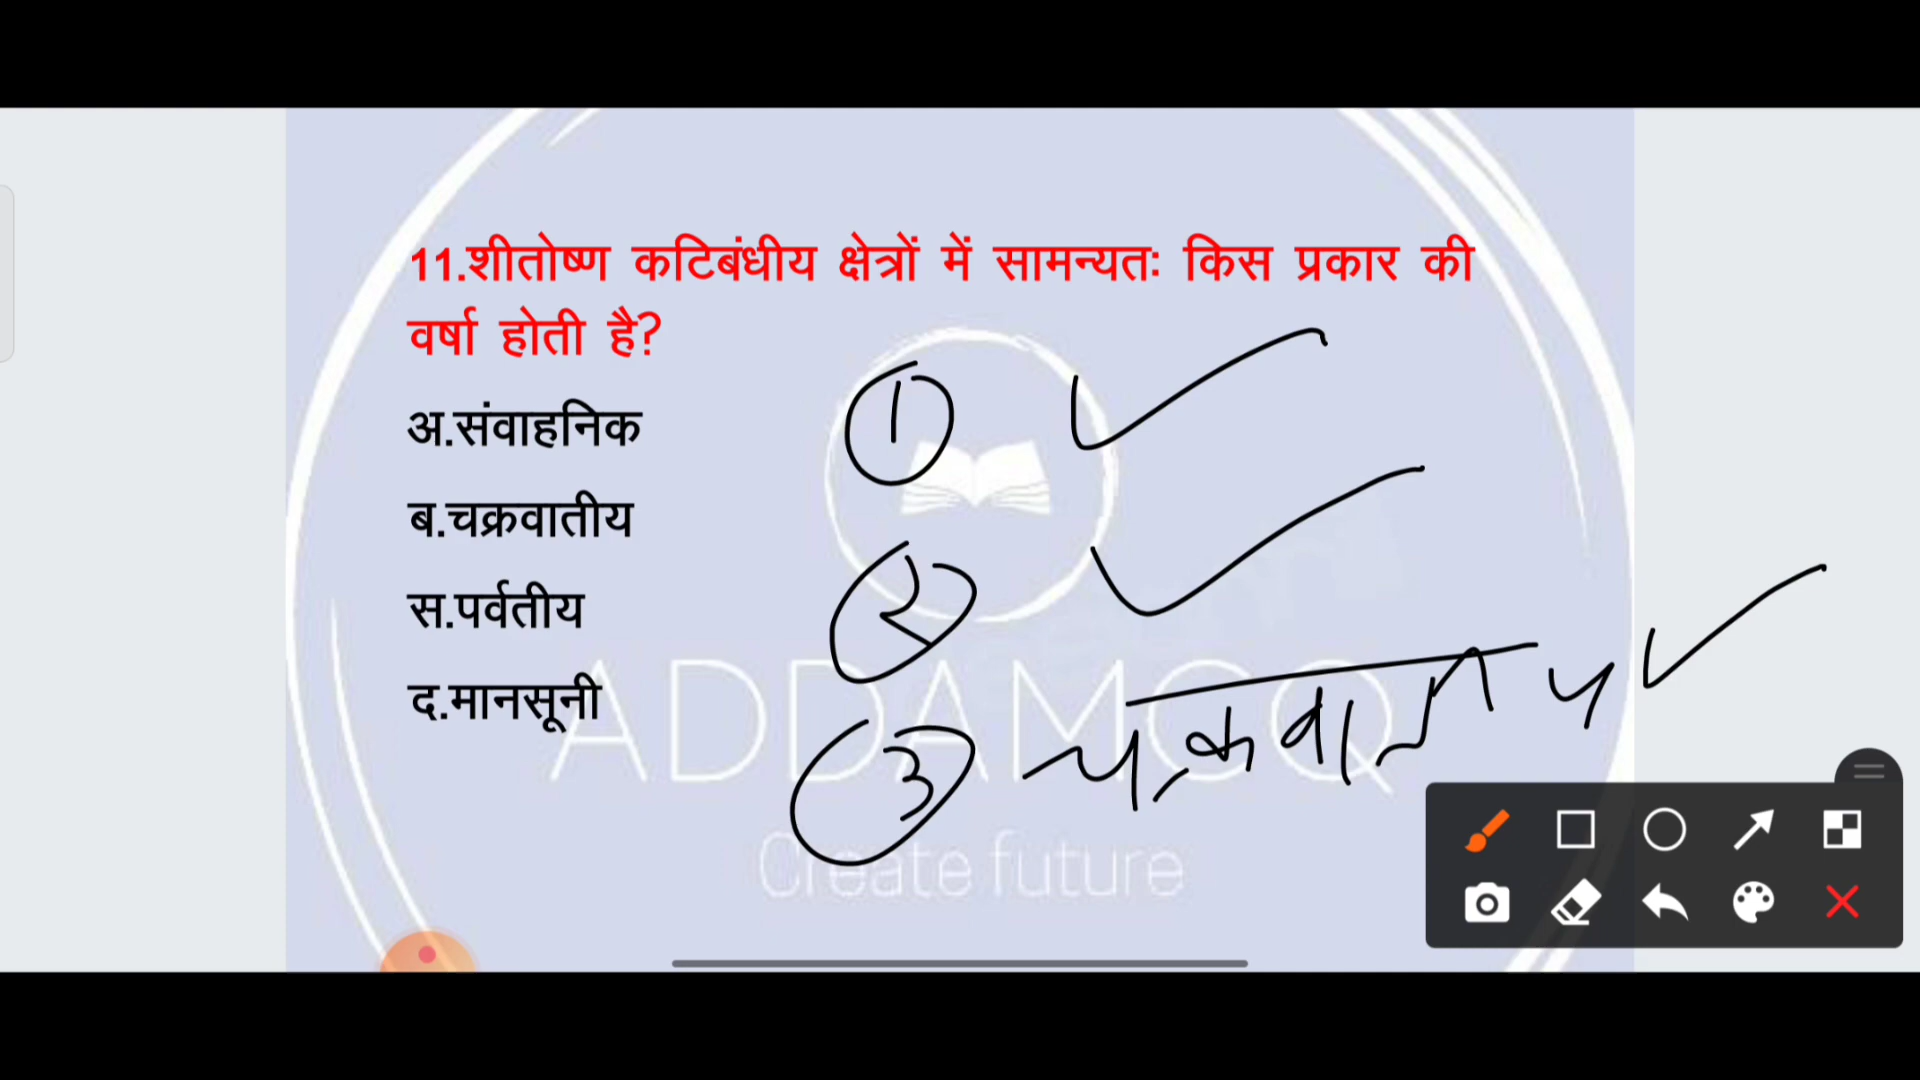 11.शीतोष्ण कटिबंधीय क्षेत्रों में सामन्यतः किस प्रकार की
वर्षा होती है?
अ.संवाहनिक
ब.चक्रवातीय
स.पर्वतीय
द.मानसूनी
1
2
3 चक्रवातीय
ADDAMCQ
Create future